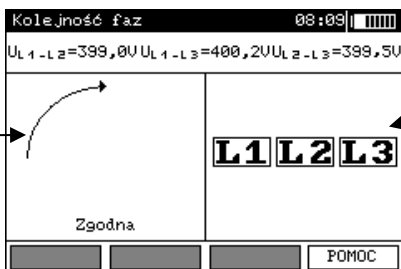 Kolejność faz 08:09
UL1-L2=399,0V UL1-L3=400,2V UL2-L3=399,5V
L1 L2 L3
Zgodna
POMOC